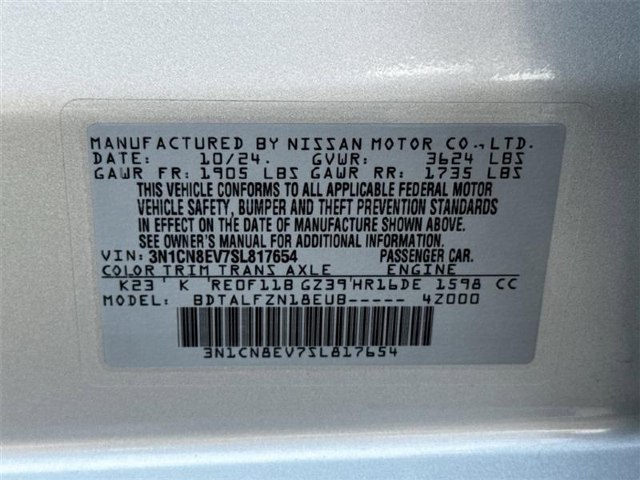 MANUFACTURED BY NISSAN MOTOR CO.,LTD.
DATE: 10/24. GVWR: 3624 LBS
GAWR FR: 1905 LBS GAWR RR: 1735 LBS
THIS VEHICLE CONFORMS TO ALL APPLICABLE FEDERAL MOTOR
VEHICLE SAFETY, BUMPER AND THEFT PREVENTION STANDARDS
IN EFFECT ON THE DATE OF MANUFACTURE SHOWN ABOVE.
SEE OWNER'S MANUAL FOR ADDITIONAL INFORMATION.
VIN: 3N1CN8EV7SL817654 PASSENGER CAR.
COLOR TRIM TRANS AXLE ENGINE
K23 K RE0F11B GZ39 HR16DE 1598 CC
MODEL: BDTALFZN18EUB----- 4Z000
3N1CN8EV7SL817654